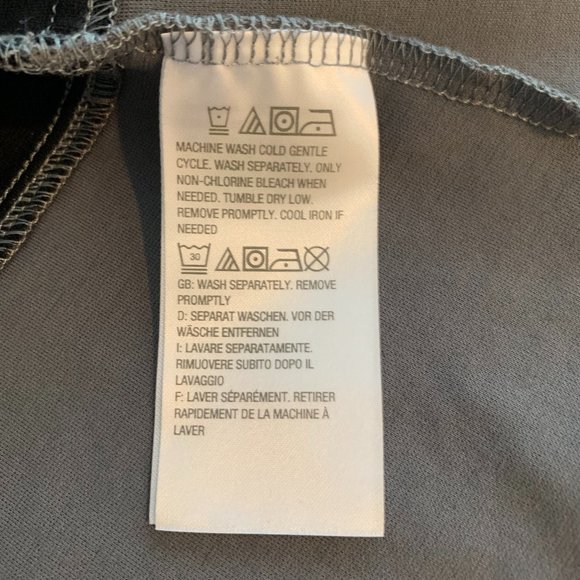 MACHINE WASH COLD GENTLE
CYCLE. WASH SEPARATELY. ONLY
NON-CHLORINE BLEACH WHEN
NEEDED. TUMBLE DRY LOW.
REMOVE PROMPTLY. COOL IRON IF
NEEDED
30
GB: WASH SEPARATELY. REMOVE
PROMPTLY
D: SEPARAT WASCHEN. VOR DER
WÄSCHE ENTFERNEN
I: LAVARE SEPARATAMENTE.
RIMUOVERE SUBITO DOPO IL
LAVAGGIO
F: LAVER SÉPARÉMENT. RETIRER
RAPIDEMENT DE LA MACHINE À
LAVER